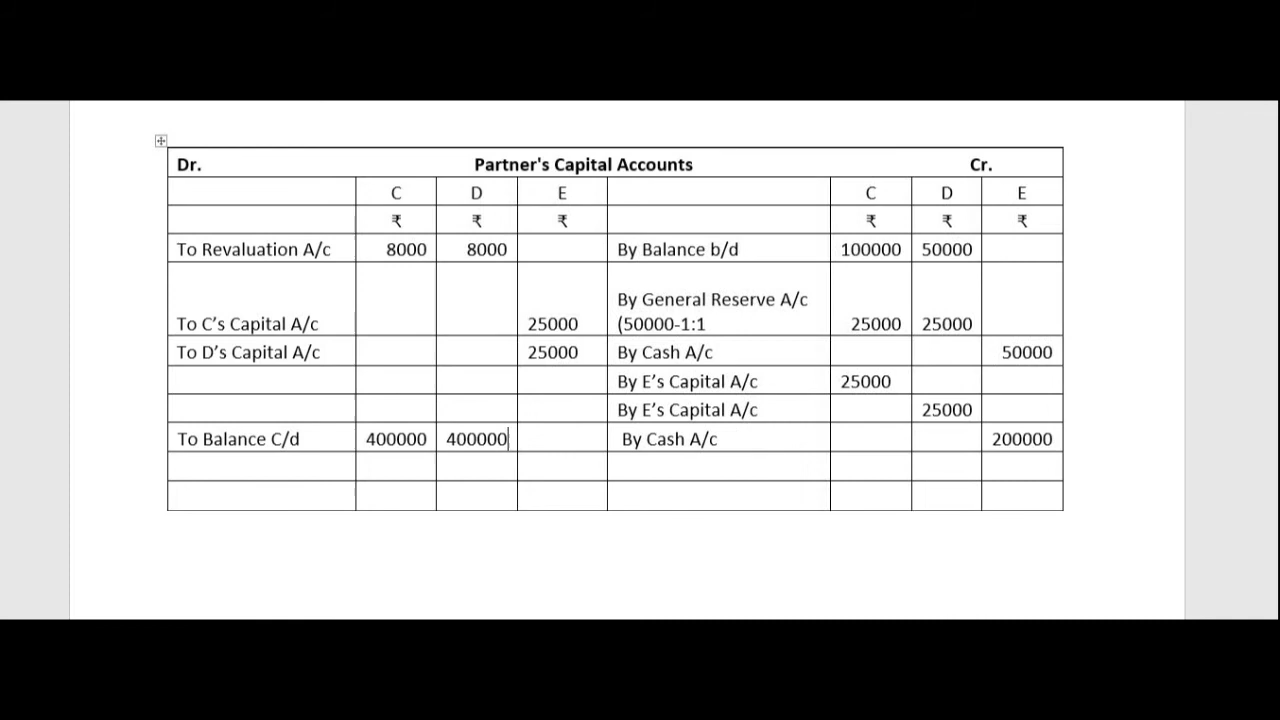 Dr. Partner's Capital Accounts Cr.
C D E C D E
₹ ₹ ₹ ₹ ₹ ₹
To Revaluation A/c 8000 8000 By Balance b/d 100000 50000
By General Reserve A/c
To C’s Capital A/c 25000 (50000-1:1 25000 25000
To D’s Capital A/c 25000 By Cash A/c 50000
By E’s Capital A/c 25000
By E’s Capital A/c 25000
To Balance C/d 400000 400000 By Cash A/c 200000